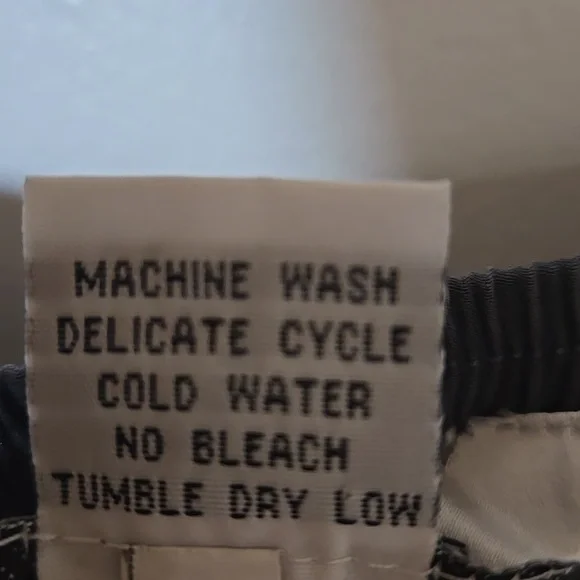 MACHINE WASH
DELICATE CYCLE
COLD WATER
NO BLEACH
TUMBLE DRY LOW